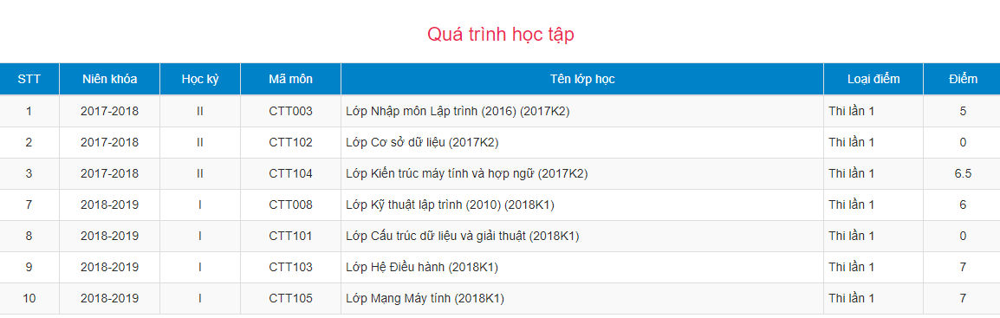 Quá trình học tập
STT Niên khóa Học kỳ Mã môn Tên lớp học Loại điểm Điểm
1 2017-2018 II CTT003 Lớp Nhập môn Lập trình (2016) (2017K2) Thi lần 1 5
2 2017-2018 II CTT102 Lớp Cơ sở dữ liệu (2017K2) Thi lần 1 0
3 2017-2018 II CTT104 Lớp Kiến trúc máy tính và hợp ngữ (2017K2) Thi lần 1 6.5
7 2018-2019 I CTT008 Lớp Kỹ thuật lập trình (2010) (2018K1) Thi lần 1 6
8 2018-2019 I CTT101 Lớp Cấu trúc dữ liệu và giải thuật (2018K1) Thi lần 1 0
9 2018-2019 I CTT103 Lớp Hệ Điều hành (2018K1) Thi lần 1 7
10 2018-2019 I CTT105 Lớp Mạng Máy tính (2018K1) Thi lần 1 7